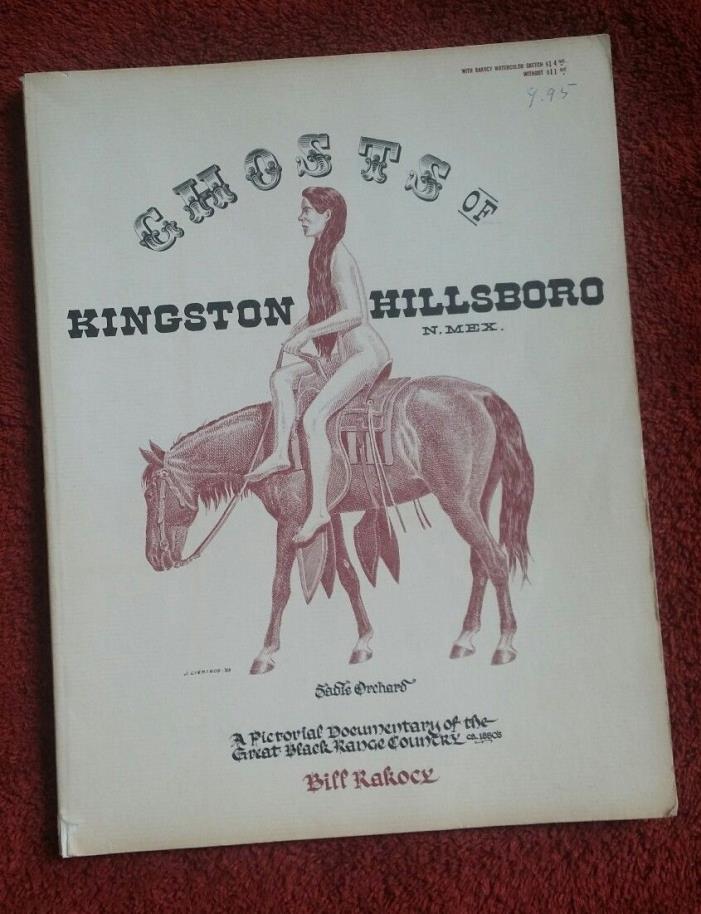 WITH RAKOCY WATERCOLOR SKETCH $14
WITHOUT $11
9.95
GHOSTS OF
KINGSTON HILLSBORO
N. MEX.
Sadie Orchard
A Pictorial Documentary of the
Great Black Range Country ca. 1880's
Bill Rakocy